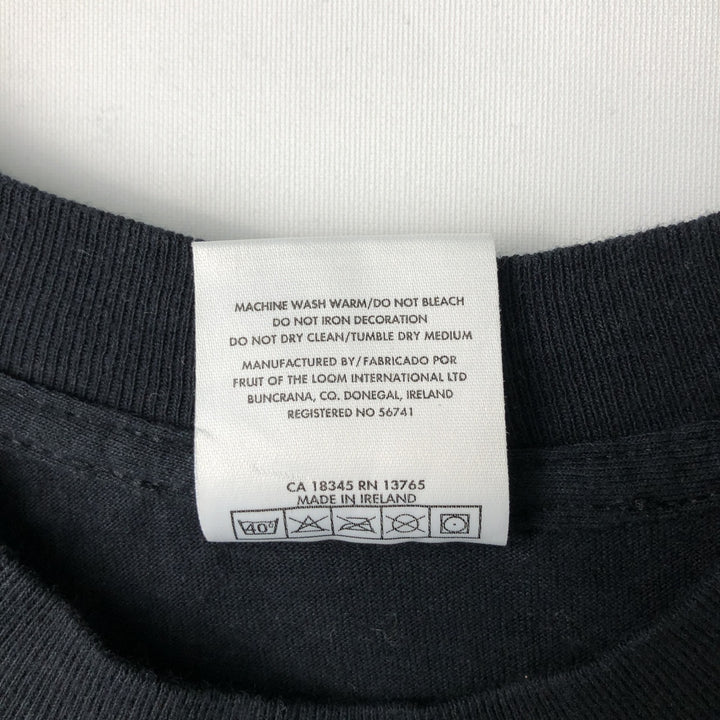 MACHINE WASH WARM/DO NOT BLEACH
DO NOT IRON DECORATION
DO NOT DRY CLEAN/TUMBLE DRY MEDIUM
MANUFACTURED BY/FABRICADO POR
FRUIT OF THE LOOM INTERNATIONAL LTD
BUNCRANA, CO. DONEGAL, IRELAND
REGISTERED NO 56741
CA 18345 RN 13765
MADE IN IRELAND
40°